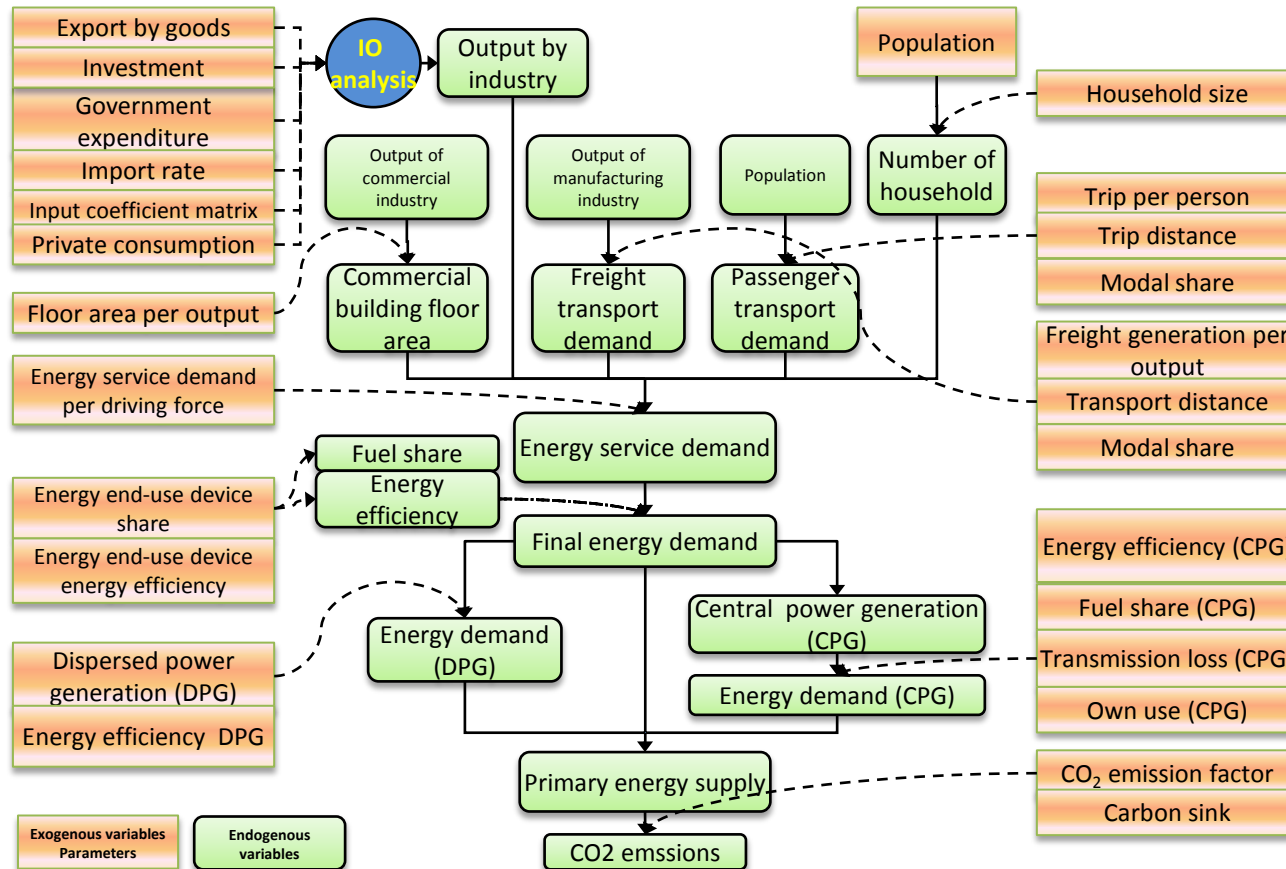 Export by goods
Investment
Government
expenditure
Import rate
Input coefficient matrix
Private consumption
IO
analysis
Output by
industry
Population
Household size
Output of
commercial
industry
Output of
manufacturing
industry
Population
Number of
household
Trip per person
Trip distance
Modal share
Floor area per output
Commercial
building floor
area
Freight
transport
demand
Passenger
transport
demand
Freight generation per
output
Transport distance
Modal share
Energy service demand
per driving force
Energy service demand
Fuel share
Energy
efficiency
Energy end-use device
share
Energy end-use device
energy efficiency
Final energy demand
Energy efficiency (CPG
Fuel share (CPG)
Transmission loss (CPG
Own use (CPG)
Central power generation
(CPG)
Energy demand
(DPG)
Energy demand (CPG)
Dispersed power
generation (DPG)
Energy efficiency DPG
Primary energy supply
CO2 emission factor
Carbon sink
Exogenous variables
Parameters
Endogenous
variables
CO2 emssions